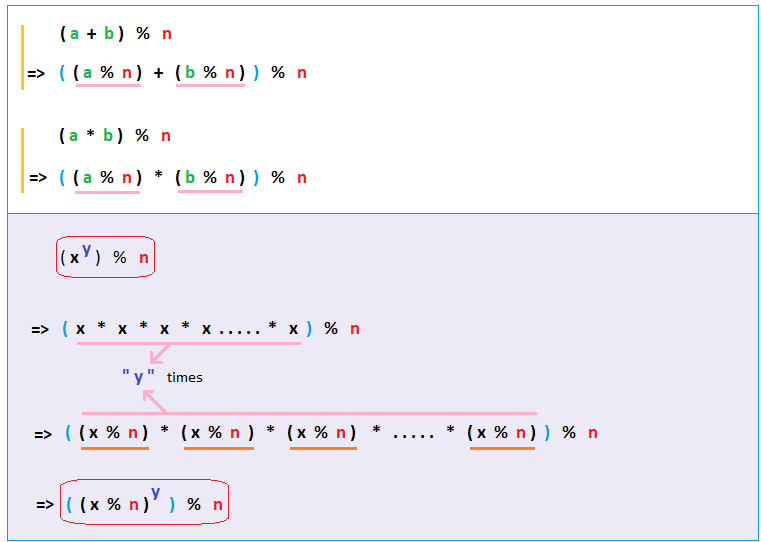 (a + b) % n
=> ( (a % n) + (b % n) ) % n
(a * b) % n
=> ( (a % n) * (b % n) ) % n
(x^y) % n
=> ( x * x * x * x ..... * x ) % n
"y" times
=> ( (x % n) * (x % n) * (x % n) * ..... * (x % n) ) % n
=> ( (x % n)^y ) % n